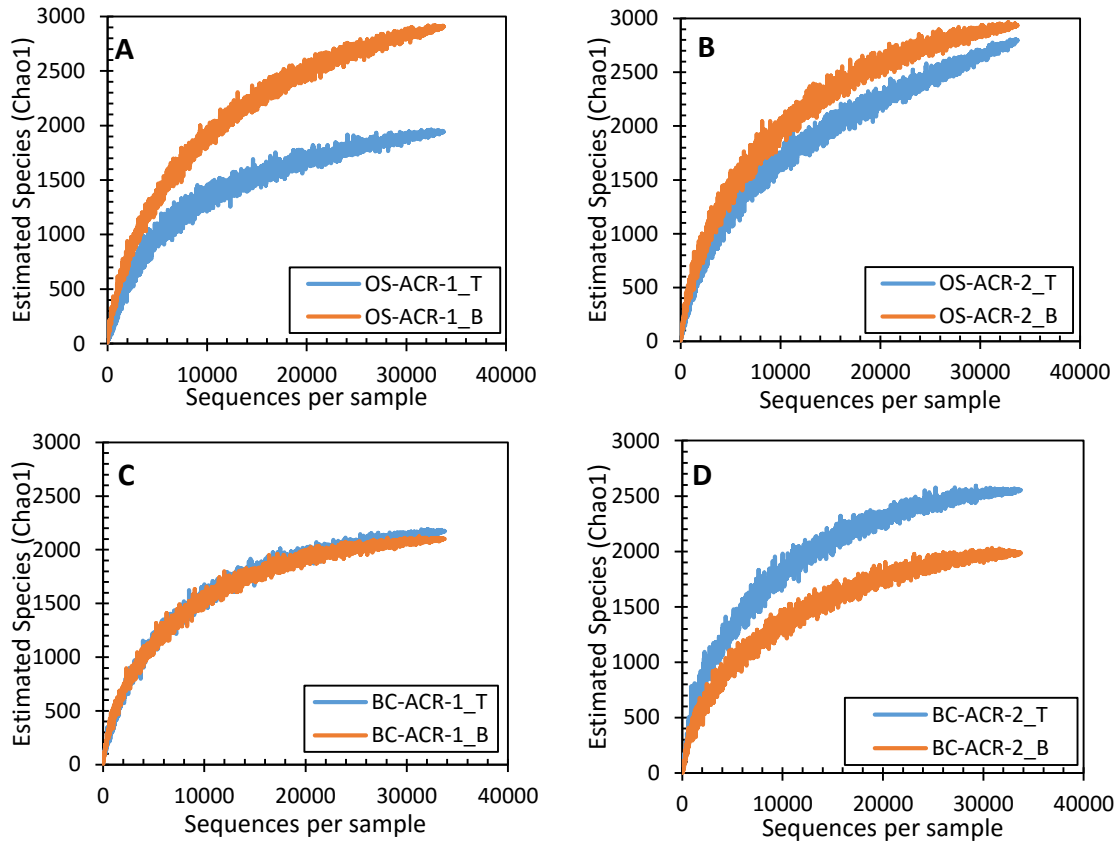 A
Estimated Species (Chao1)
3000
2500
2000
1500
1000
500
0
OS-ACR-1_T
OS-ACR-1_B
0 10000 20000 30000 40000
Sequences per sample
B
Estimated Species (Chao1)
3000
2500
2000
1500
1000
500
0
OS-ACR-2_T
OS-ACR-2_B
0 10000 20000 30000 40000
Sequences per sample
C
Estimated Species (Chao1)
3000
2500
2000
1500
1000
500
0
BC-ACR-1_T
BC-ACR-1_B
0 10000 20000 30000 40000
Sequences per sample
D
Estimated Species (Chao1)
3000
2500
2000
1500
1000
500
0
BC-ACR-2_T
BC-ACR-2_B
0 10000 20000 30000 40000
Sequences per sample